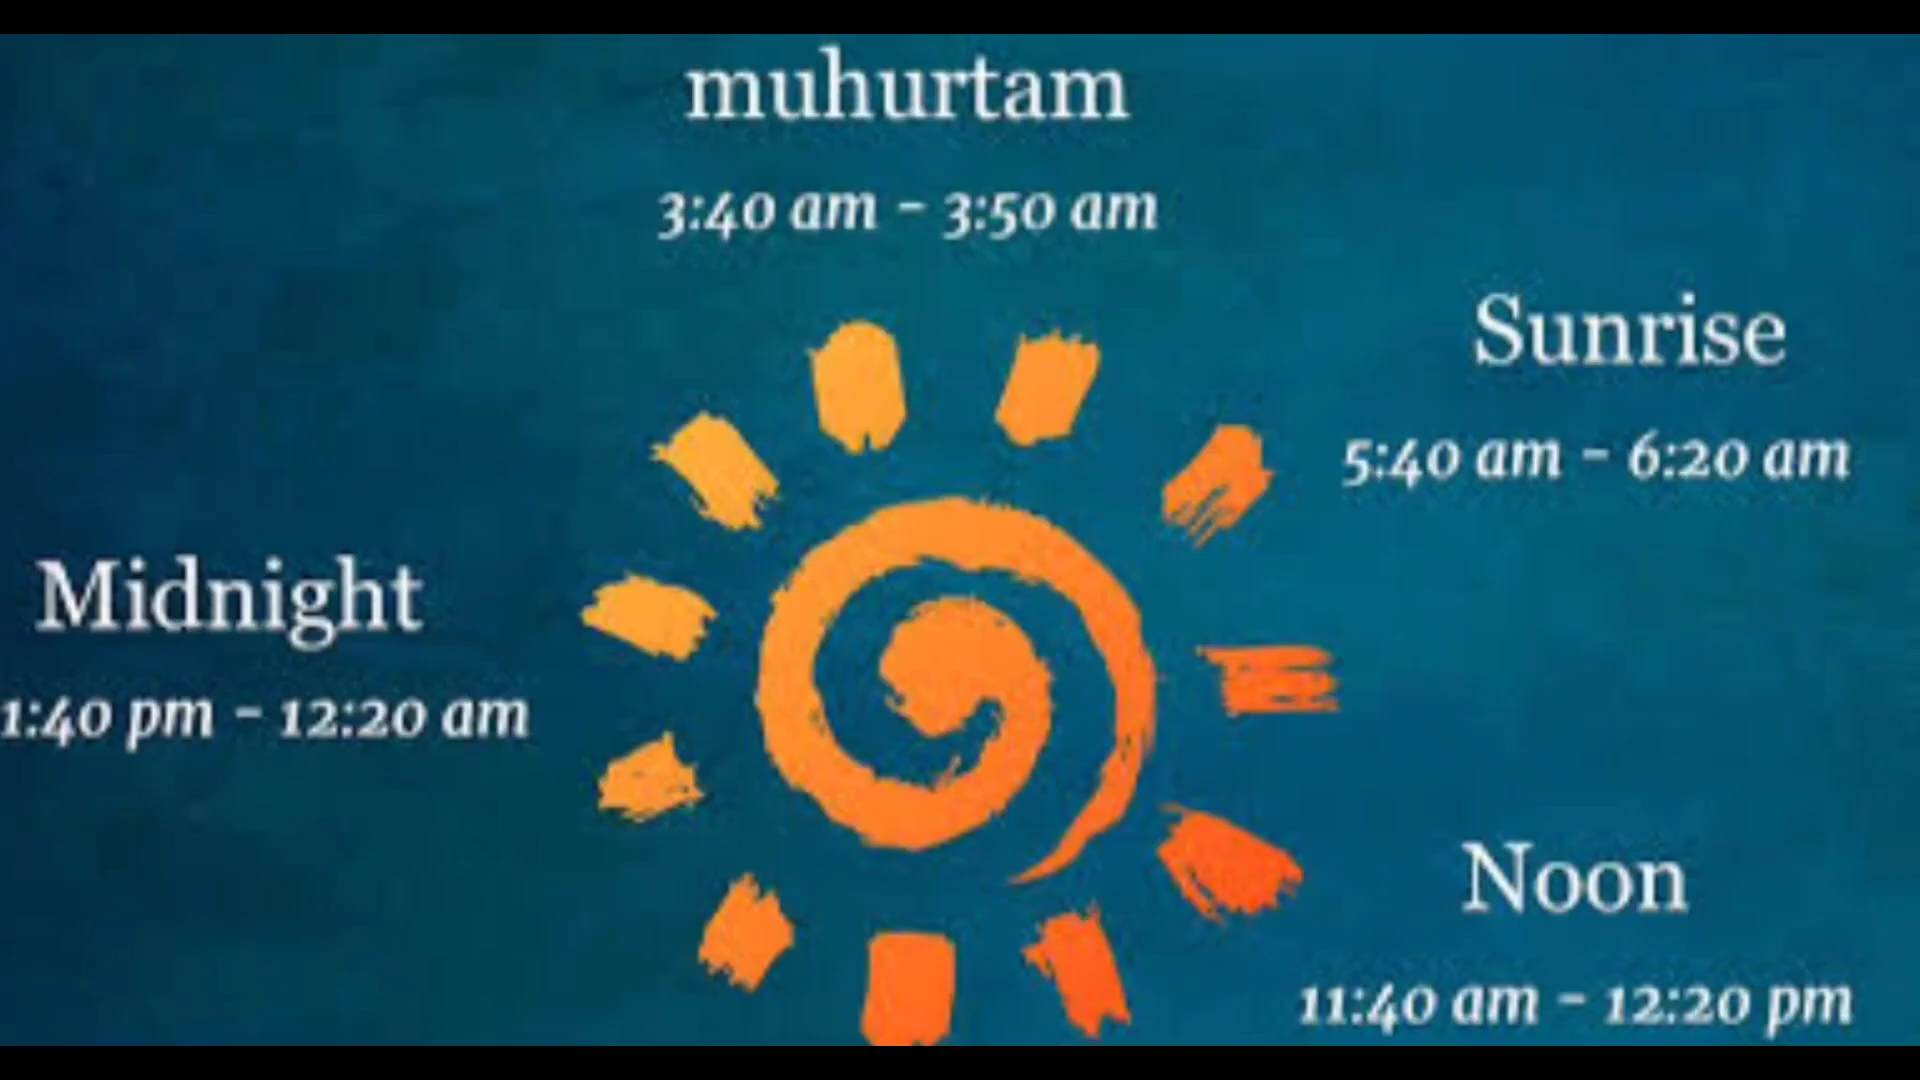 muhurtam
3:40 am - 3:50 am
Sunrise
5:40 am - 6:20 am
Midnight
1:40 pm - 12:20 am
Noon
11:40 am - 12:20 pm